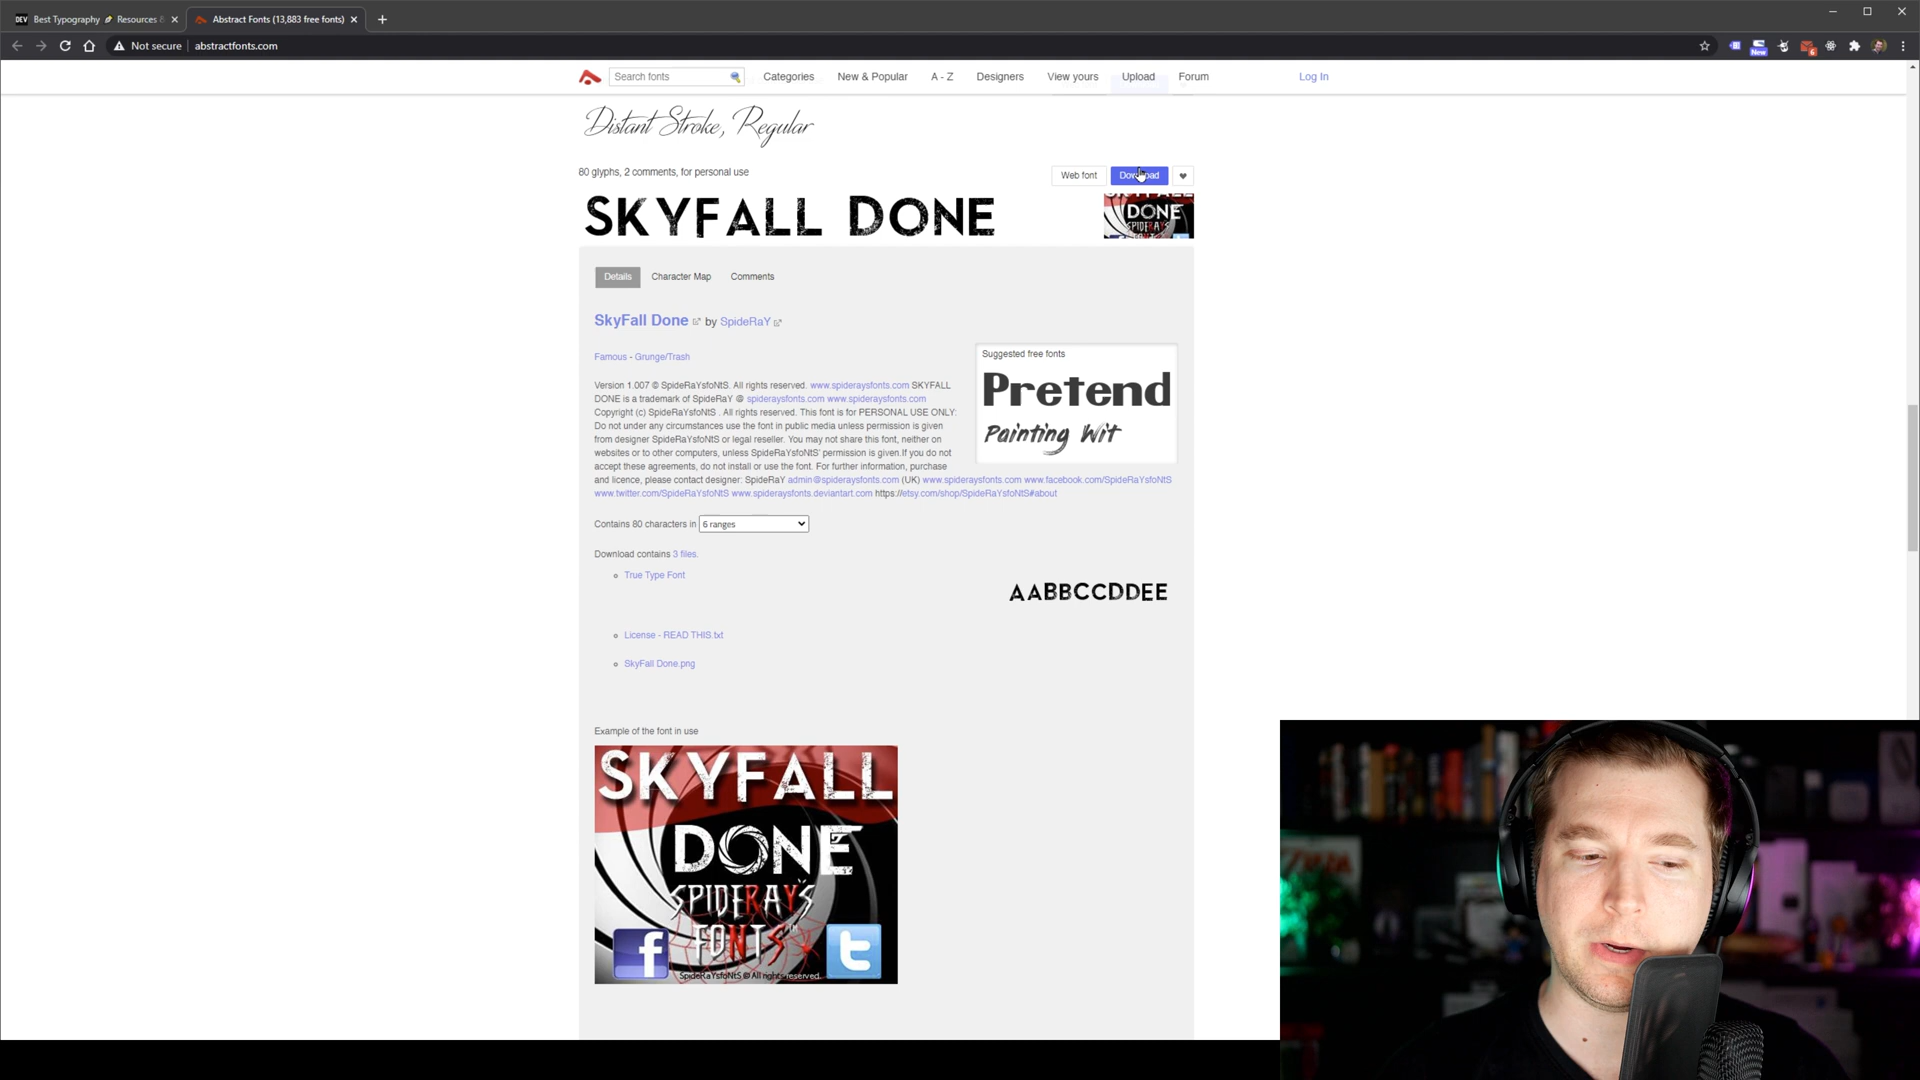 DEV Best Typography Resources
Abstract Fonts (13,883 free fonts)
Not secure abstractfonts.com
New
6
Search fonts Categories New & Popular A - Z Designers View yours Upload Forum Log In
Distant Stroke, Regular
80 glyphs, 2 comments, for personal use
Web font Download
SKYFALL DONE
DONE
Details Character Map Comments
SkyFall Done by SpideRaY
Famous - Grunge/Trash
Suggested free fonts
Pretend
Painting Wit
Version 1.007 © SpideRaYsfoNtS. All rights reserved. www.spideraysfonts.com SKYFALL
DONE is a trademark of SpideRaY @ spideraysfonts.com www.spideraysfonts.com
Copyright (c) SpideRaYsfoNtS . All rights reserved. This font is for PERSONAL USE ONLY:
Do not under any circumstances use the font in public media unless permission is given
from designer SpideRaYsfoNtS or legal reseller. You may not share this font, neither on
websites or to other computers, unless SpideRaYsfoNtS' permission is given.If you do not
accept these agreements, do not install or use the font. For further information, purchase
and licence, please contact designer: SpideRaY admin@spideraysfonts.com (UK) www.spideraysfonts.com www.facebook.com/SpideRaYsfoNtS
www.twitter.com/SpideRaYsfoNtS www.spideraysfonts.deviantart.com https://etsy.com/shop/SpideRaYsfoNtS#about
Contains 80 characters in 6 ranges
Download contains 3 files.
True Type Font
AABBCCDDEE
License - READ THIS.txt
SkyFall Done.png
Example of the font in use
SKYFALL
DONE
SPIDERAY'S
FONTS
f t
SpideRaYsfoNtS © All rights reserved.